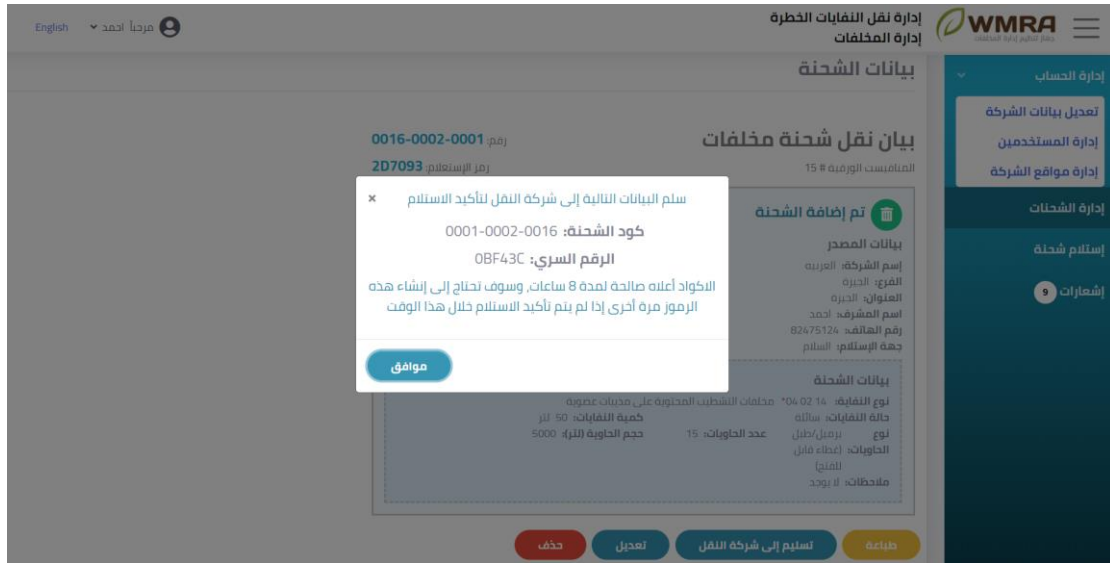 إدارة نقل النفايات الخطرة
إدارة المخلفات
WMRA
جهاز تنظيم إدارة المخلفات
مرحباً احمد
English
إدارة الحساب
تعديل بيانات الشركة
إدارة المستخدمين
إدارة مواقع الشركة
إدارة الشحنات
إستلام شحنة
إشعارات 9
بيانات الشحنة
بيان نقل شحنة مخلفات
رقم: 0001-0002-0016
المنافيست الورقية # 15
رمز الإستعلام: 2D7093
تم إضافة الشحنة
بيانات المصدر
إسم الشركة: العربيه
الفرع: الجيزة
العنوان: الجيزة
اسم المشرف: احمد
رقم الهاتف: 82475124
جهة الإستلام: السلام
سلم البيانات التالية إلى شركة النقل لتأكيد الاستلام ×
كود الشحنة: 0016-0002-0001
الرقم السري: 0BF43C
الاكواد أعلاه صالحة لمدة 8 ساعات, وسوف تحتاج إلى إنشاء هذه
الرموز مرة أخرى إذا لم يتم تأكيد الاستلام خلال هذا الوقت
موافق
بيانات الشحنة
نوع النفاية: 14 02 04* مخلفات التشطيب المحتوية على مذيبات عضوية
حالة النفايات: سائلة كمية النفايات: 50 لتر
نوع الحاويات: برميل/طبل (غطاء قابل للفتح) عدد الحاويات: 15 حجم الحاوية (لتر): 5000
ملاحظات: لا يوجد
طباعة
تسليم إلى شركة النقل
تعديل
حذف